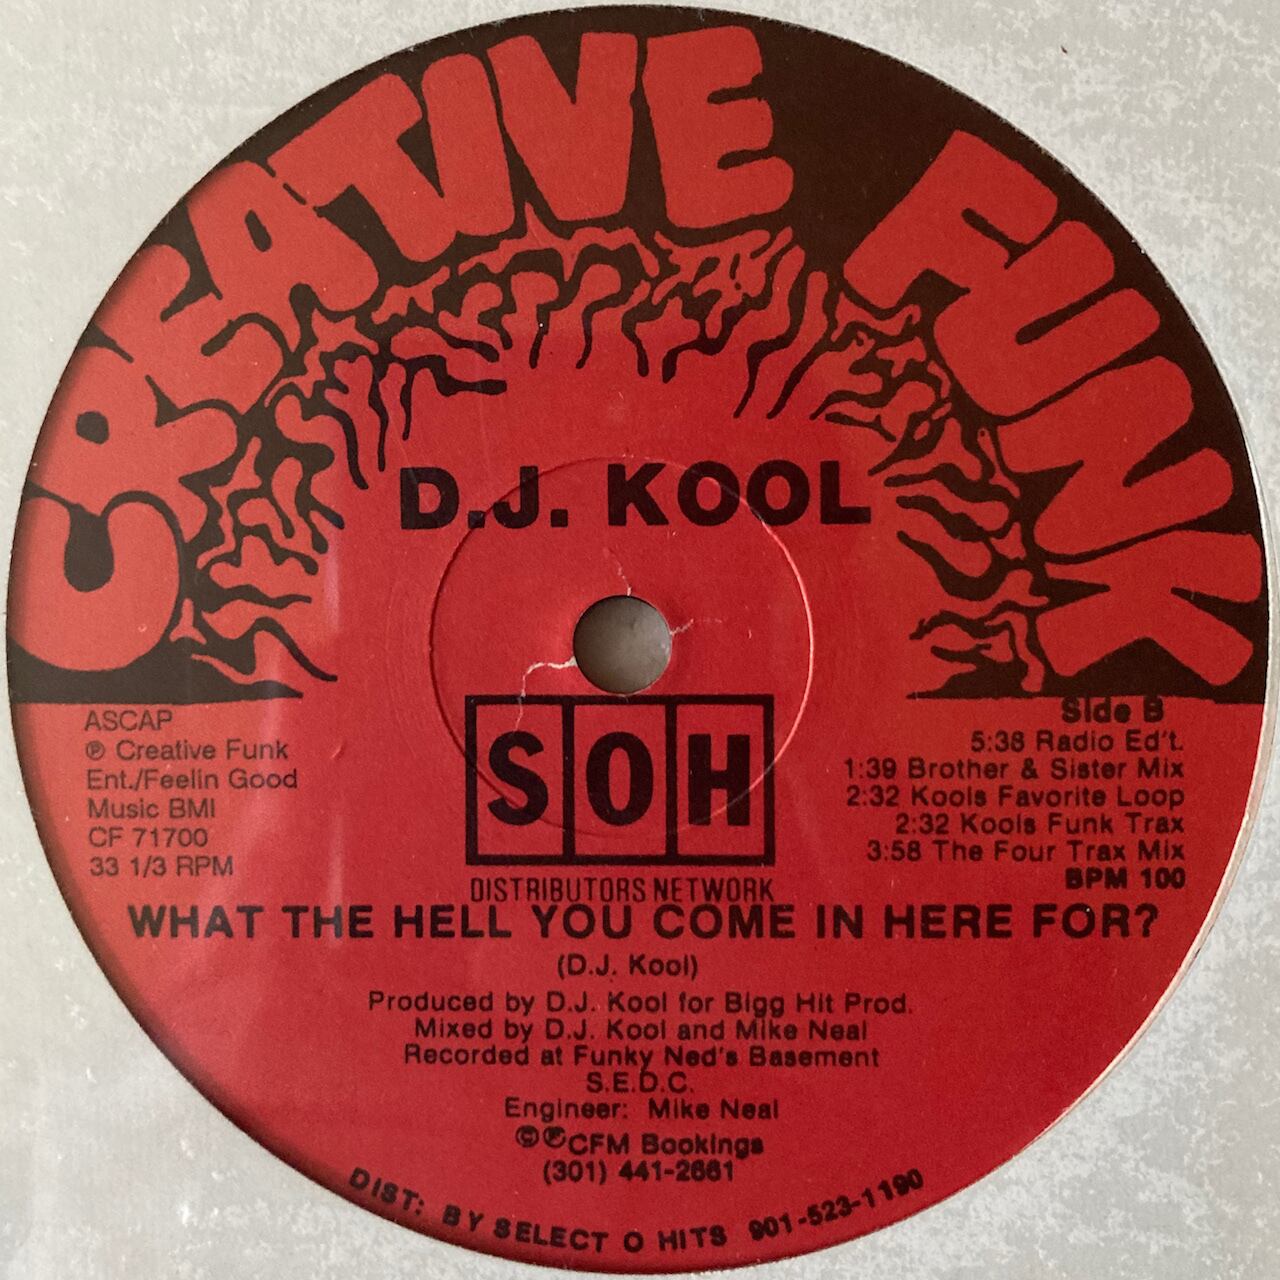 CREATIVE FUNK
D.J. KOOL
SOH
DISTRIBUTORS NETWORK
ASCAP
℗ Creative Funk
Ent./Feelin Good
Music BMI
CF 71700
33 1/3 RPM
Side B
5:38 Radio Ed't.
1:39 Brother & Sister Mix
2:32 Kools Favorite Loop
2:32 Kools Funk Trax
3:58 The Four Trax Mix
BPM 100
WHAT THE HELL YOU COME IN HERE FOR?
(D.J. Kool)
Produced by D.J. Kool for Bigg Hit Prod.
Mixed by D.J. Kool and Mike Neal
Recorded at Funky Ned's Basement
S.E.D.C.
Engineer: Mike Neal
©℗CFM Bookings
(301) 441-2661
DIST: BY SELECT O HITS 901-523-1190